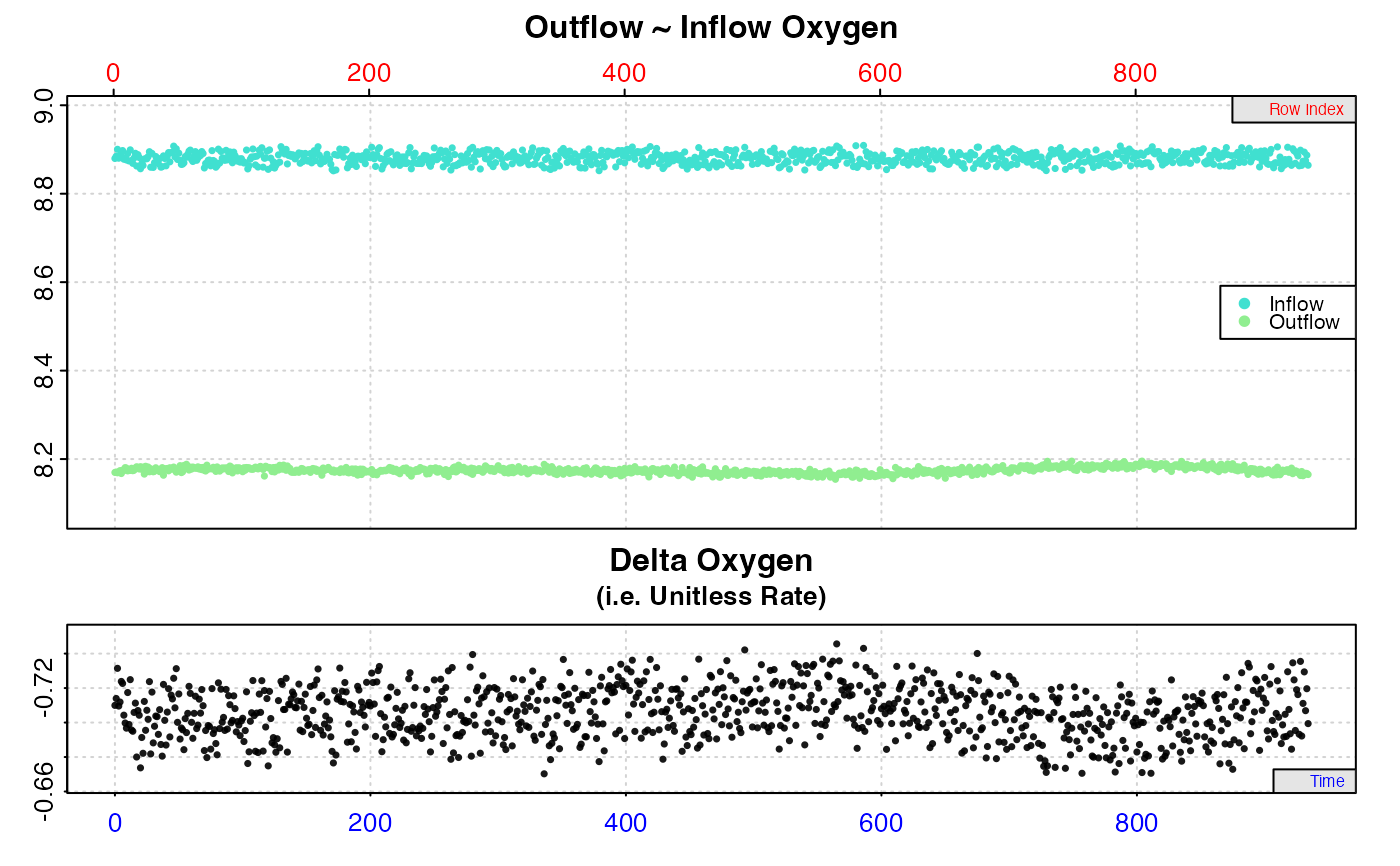 Outflow ~ Inflow Oxygen
0 200 400 600 800
Row Index
9.0
8.8
8.6
8.4
8.2
Inflow
Outflow
Delta Oxygen
(i.e. Unitless Rate)
-0.72
-0.66
Time
0 200 400 600 800